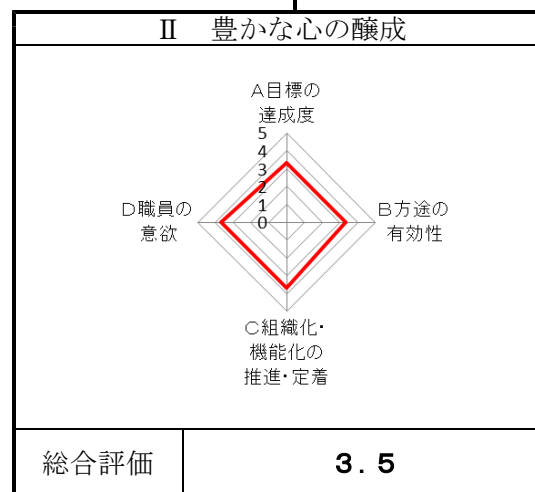 Ⅱ 豊かな心の醸成
A目標の
達成度
5
4
3
2
1
0
D職員の
意欲
B方途の
有効性
C組織化・
機能化の
推進・定着
総合評価 3.5